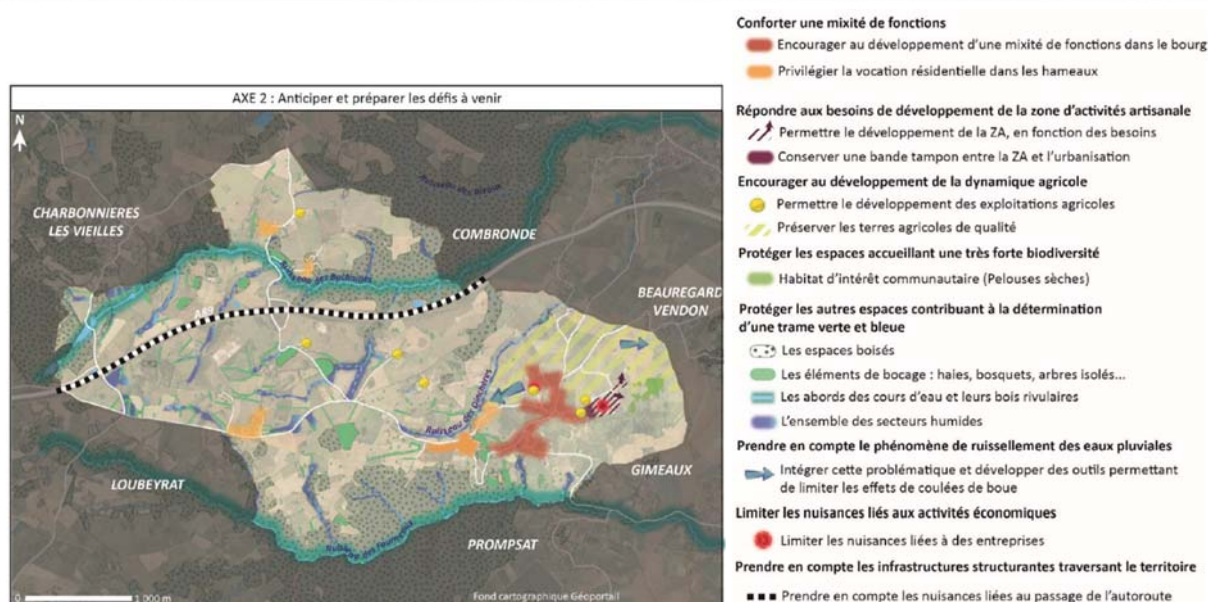 AXE 2 : Anticiper et préparer les défis à venir
N
CHARBONNIERES
LES VIEILLES
COMBRONDE
BEAUREGARD
VENDON
A89
LOUBEYRAT
GIMEAUX
PROMPSAT
0
1 000 m
Fond cartographique Géoportail
Conforter une mixité de fonctions
Encourager au développement d'une mixité de fonctions dans le bourg
Privilégier la vocation résidentielle dans les hameaux
Répondre aux besoins de développement de la zone d'activités artisanale
Permettre le développement de la ZA, en fonction des besoins
Conserver une bande tampon entre la ZA et l'urbanisation
Encourager au développement de la dynamique agricole
Permettre le développement des exploitations agricoles
Préserver les terres agricoles de qualité
Protéger les espaces accueillant une très forte biodiversité
Habitat d'intérêt communautaire (Pelouses sèches)
Protéger les autres espaces contribuant à la détermination
d'une trame verte et bleue
Les espaces boisés
Les éléments de bocage : haies, bosquets, arbres isolés...
Les abords des cours d'eau et leurs bois rivulaires
L'ensemble des secteurs humides
Prendre en compte le phénomène de ruissellement des eaux pluviales
Intégrer cette problématique et développer des outils permettant
de limiter les effets de coulées de boue
Limiter les nuisances liés aux activités économiques
Limiter les nuisances liées à des entreprises
Prendre en compte les infrastructures structurantes traversant le territoire
Prendre en compte les nuisances liées au passage de l'autoroute